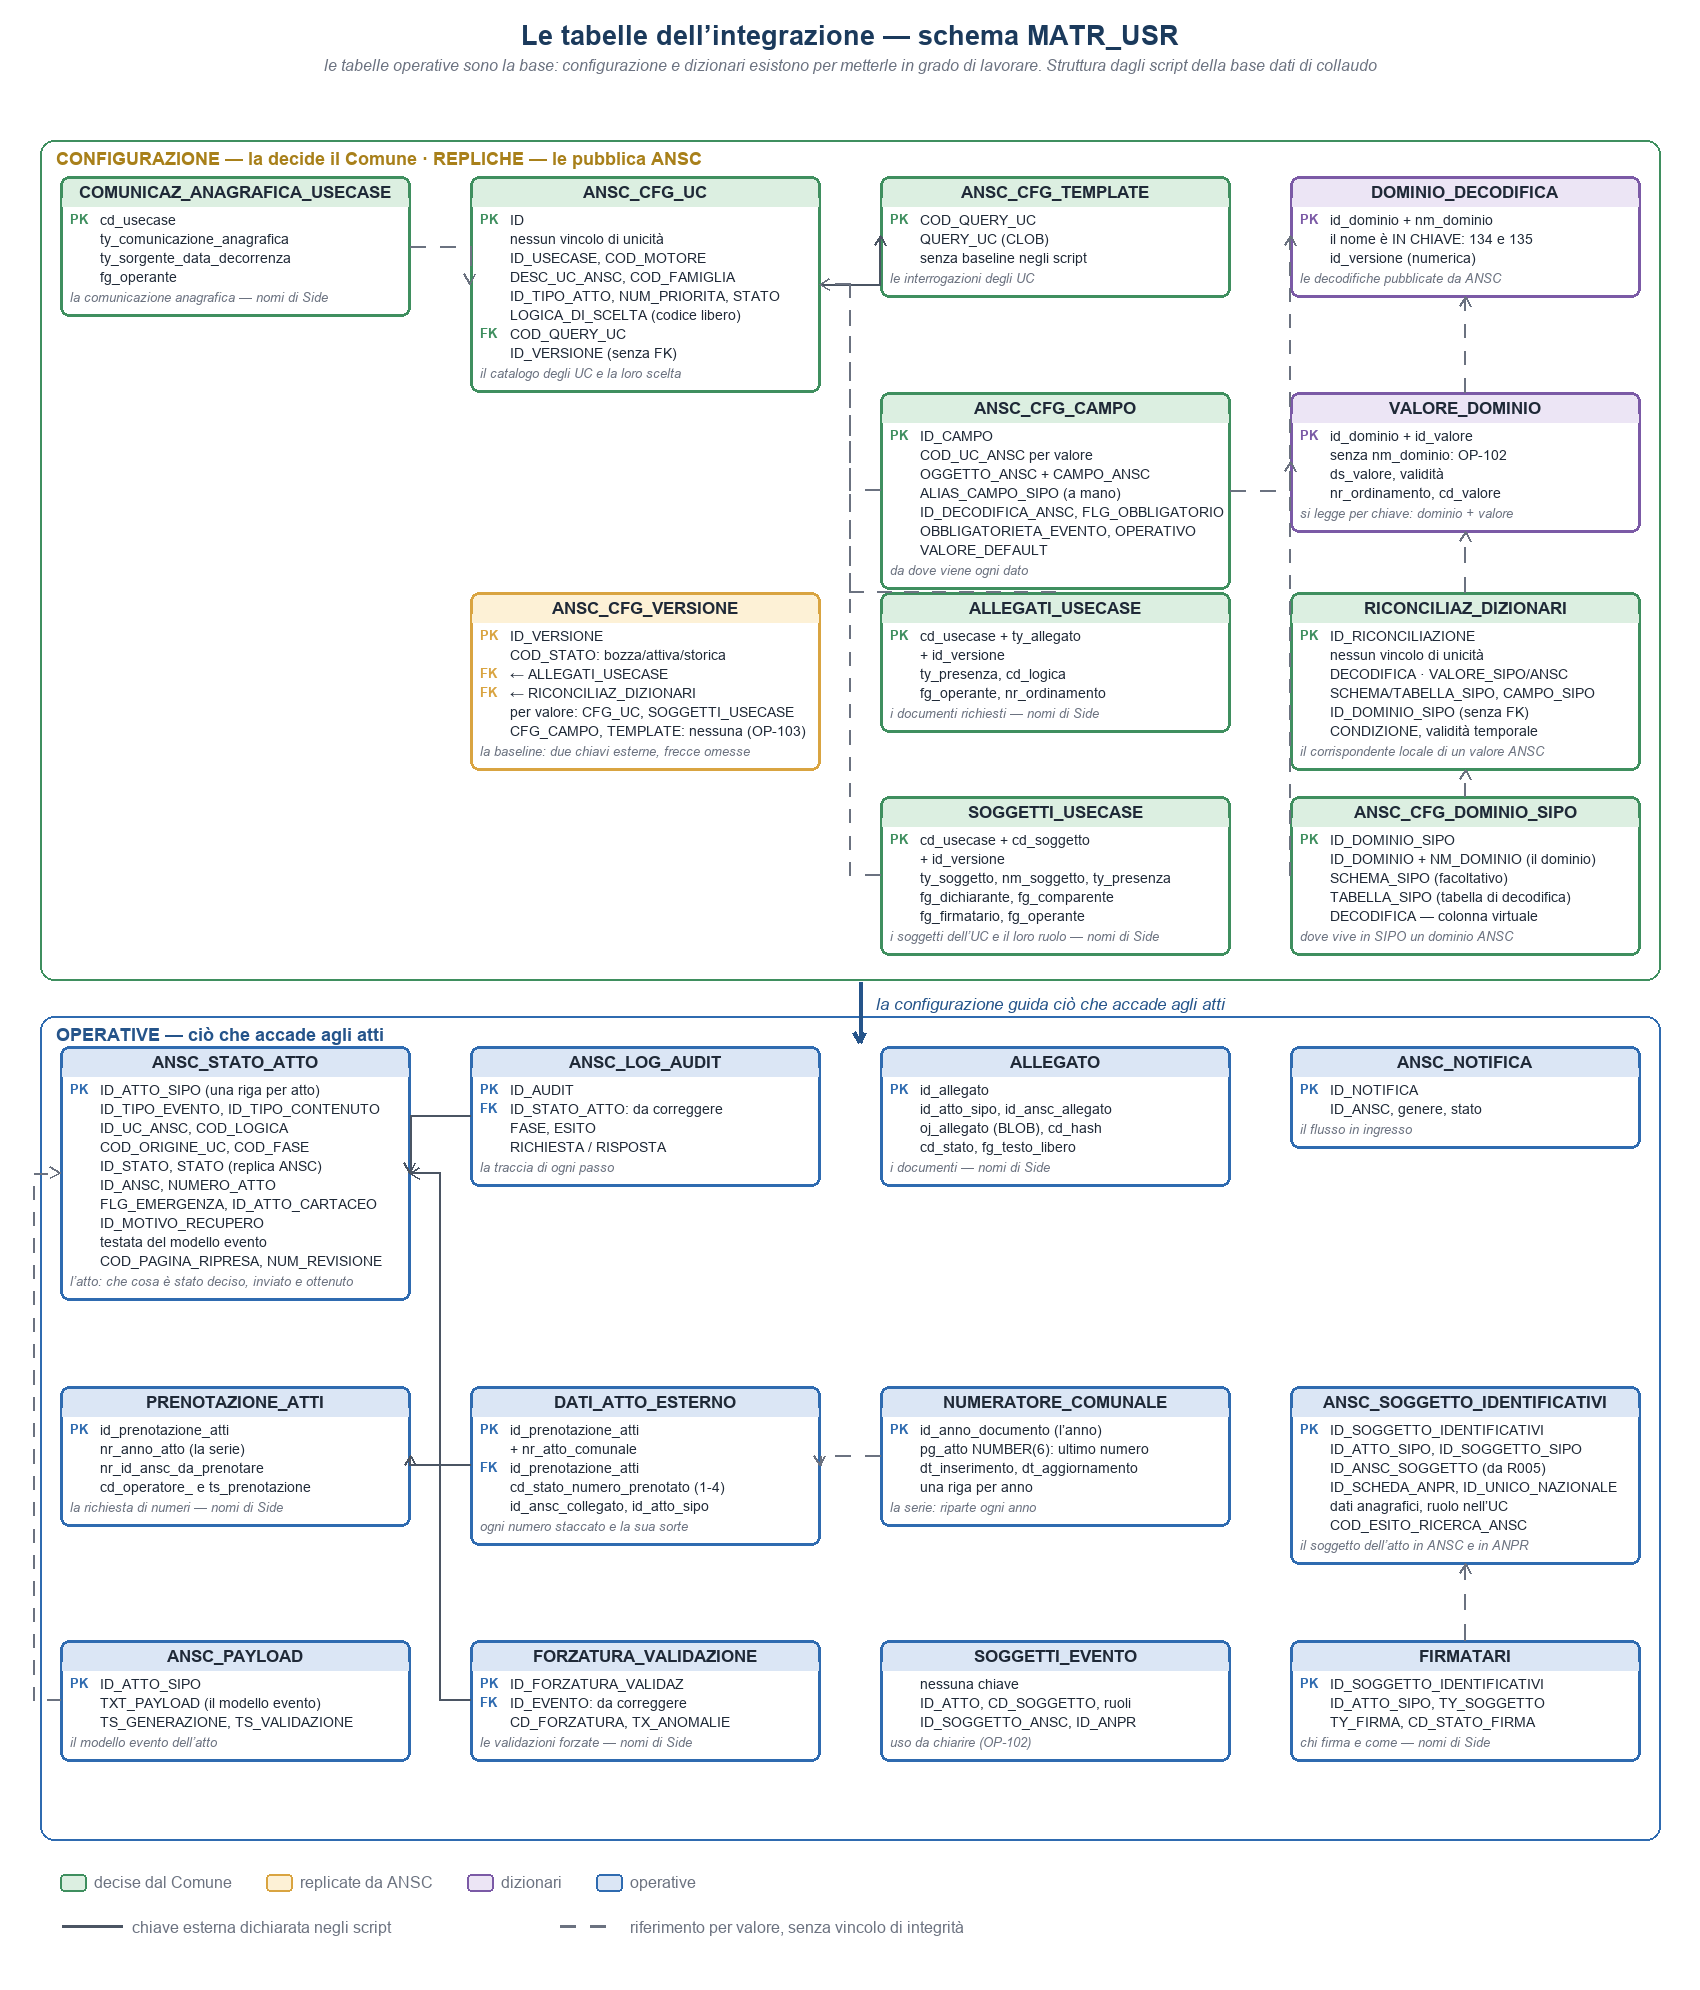 Le tabelle dell’integrazione — schema MATR_USR
le tabelle operative sono la base: configurazione e dizionari esistono per metterle in grado di lavorare. Struttura dagli script della base dati di collaudo
CONFIGURAZIONE — la decide il Comune · REPLICHE — le pubblica ANSC
COMUNICAZ_ANAGRAFICA_USECASE
PK cd_usecase
ty_comunicazione_anagrafica
ty_sorgente_data_decorrenza
fg_operante
la comunicazione anagrafica — nomi di Side
ANSC_CFG_UC
PK ID
nessun vincolo di unicità
ID_USECASE, COD_MOTORE
DESC_UC_ANSC, COD_FAMIGLIA
ID_TIPO_ATTO, NUM_PRIORITA, STATO
LOGICA_DI_SCELTA (codice libero)
FK COD_QUERY_UC
ID_VERSIONE (senza FK)
il catalogo degli UC e la loro scelta
ANSC_CFG_TEMPLATE
PK COD_QUERY_UC
QUERY_UC (CLOB)
senza baseline negli script
le interrogazioni degli UC
DOMINIO_DECODIFICA
PK id_dominio + nm_dominio
il nome è IN CHIAVE: 134 e 135
id_versione (numerica)
le decodifiche pubblicate da ANSC
ANSC_CFG_CAMPO
PK ID_CAMPO
COD_UC_ANSC per valore
OGGETTO_ANSC + CAMPO_ANSC
ALIAS_CAMPO_SIPO (a mano)
ID_DECODIFICA_ANSC, FLG_OBBLIGATORIO
OBBLIGATORIETA_EVENTO, OPERATIVO
VALORE_DEFAULT
da dove viene ogni dato
VALORE_DOMINIO
PK id_dominio + id_valore
senza nm_dominio: OP-102
ds_valore, validità
nr_ordinamento, cd_valore
si legge per chiave: dominio + valore
ANSC_CFG_VERSIONE
PK ID_VERSIONE
COD_STATO: bozza/attiva/storica
FK ← ALLEGATI_USECASE
FK ← RICONCILIAZ_DIZIONARI
per valore: CFG_UC, SOGGETTI_USECASE
CFG_CAMPO, TEMPLATE: nessuna (OP-103)
la baseline: due chiavi esterne, frecce omesse
ALLEGATI_USECASE
PK cd_usecase + ty_allegato
+ id_versione
ty_presenza, cd_logica
fg_operante, nr_ordinamento
i documenti richiesti — nomi di Side
RICONCILIAZ_DIZIONARI
PK ID_RICONCILIAZIONE
nessun vincolo di unicità
DECODIFICA · VALORE_SIPO/ANSC
SCHEMA/TABELLA_SIPO, CAMPO_SIPO
ID_DOMINIO_SIPO (senza FK)
CONDIZIONE, validità temporale
il corrispondente locale di un valore ANSC
SOGGETTI_USECASE
PK cd_usecase + cd_soggetto
+ id_versione
ty_soggetto, nm_soggetto, ty_presenza
fg_dichiarante, fg_comparente
fg_firmatario, fg_operante
i soggetti dell’UC e il loro ruolo — nomi di Side
ANSC_CFG_DOMINIO_SIPO
PK ID_DOMINIO_SIPO
ID_DOMINIO + NM_DOMINIO (il dominio)
SCHEMA_SIPO (facoltativo)
TABELLA_SIPO (tabella di decodifica)
DECODIFICA — colonna virtuale
dove vive in SIPO un dominio ANSC
la configurazione guida ciò che accade agli atti
OPERATIVE — ciò che accade agli atti
ANSC_STATO_ATTO
PK ID_ATTO_SIPO (una riga per atto)
ID_TIPO_EVENTO, ID_TIPO_CONTENUTO
ID_UC_ANSC, COD_LOGICA
COD_ORIGINE_UC, COD_FASE
ID_STATO, STATO (replica ANSC)
ID_ANSC, NUMERO_ATTO
FLG_EMERGENZA, ID_ATTO_CARTACEO
ID_MOTIVO_RECUPERO
testata del modello evento
COD_PAGINA_RIPRESA, NUM_REVISIONE
l’atto: che cosa è stato deciso, inviato e ottenuto
ANSC_LOG_AUDIT
PK ID_AUDIT
FK ID_STATO_ATTO: da correggere
FASE, ESITO
RICHIESTA / RISPOSTA
la traccia di ogni passo
ALLEGATO
PK id_allegato
id_atto_sipo, id_ansc_allegato
oj_allegato (BLOB), cd_hash
cd_stato, fg_testo_libero
i documenti — nomi di Side
ANSC_NOTIFICA
PK ID_NOTIFICA
ID_ANSC, genere, stato
il flusso in ingresso
PRENOTAZIONE_ATTI
PK id_prenotazione_atti
nr_anno_atto (la serie)
nr_id_ansc_da_prenotare
cd_operatore_ e ts_prenotazione
la richiesta di numeri — nomi di Side
DATI_ATTO_ESTERNO
PK id_prenotazione_atti
+ nr_atto_comunale
FK id_prenotazione_atti
cd_stato_numero_prenotato (1-4)
id_ansc_collegato, id_atto_sipo
ogni numero staccato e la sua sorte
NUMERATORE_COMUNALE
PK id_anno_documento (l’anno)
pg_atto NUMBER(6): ultimo numero
dt_inserimento, dt_aggiornamento
una riga per anno
la serie: riparte ogni anno
ANSC_SOGGETTO_IDENTIFICATIVI
PK ID_SOGGETTO_IDENTIFICATIVI
ID_ATTO_SIPO, ID_SOGGETTO_SIPO
ID_ANSC_SOGGETTO (da R005)
ID_SCHEDA_ANPR, ID_UNICO_NAZIONALE
dati anagrafici, ruolo nell’UC
COD_ESITO_RICERCA_ANSC
il soggetto dell’atto in ANSC e in ANPR
ANSC_PAYLOAD
PK ID_ATTO_SIPO
TXT_PAYLOAD (il modello evento)
TS_GENERAZIONE, TS_VALIDAZIONE
il modello evento dell’atto
FORZATURA_VALIDAZIONE
PK ID_FORZATURA_VALIDAZ
FK ID_EVENTO: da correggere
CD_FORZATURA, TX_ANOMALIE
le validazioni forzate — nomi di Side
SOGGETTI_EVENTO
nessuna chiave
ID_ATTO, CD_SOGGETTO, ruoli
ID_SOGGETTO_ANSC, ID_ANPR
uso da chiarire (OP-102)
FIRMATARI
PK ID_SOGGETTO_IDENTIFICATIVI
ID_ATTO_SIPO, TY_SOGGETTO
TY_FIRMA, CD_STATO_FIRMA
chi firma e come — nomi di Side
decise dal Comune
replicate da ANSC
dizionari
operative
chiave esterna dichiarata negli script
riferimento per valore, senza vincolo di integrità